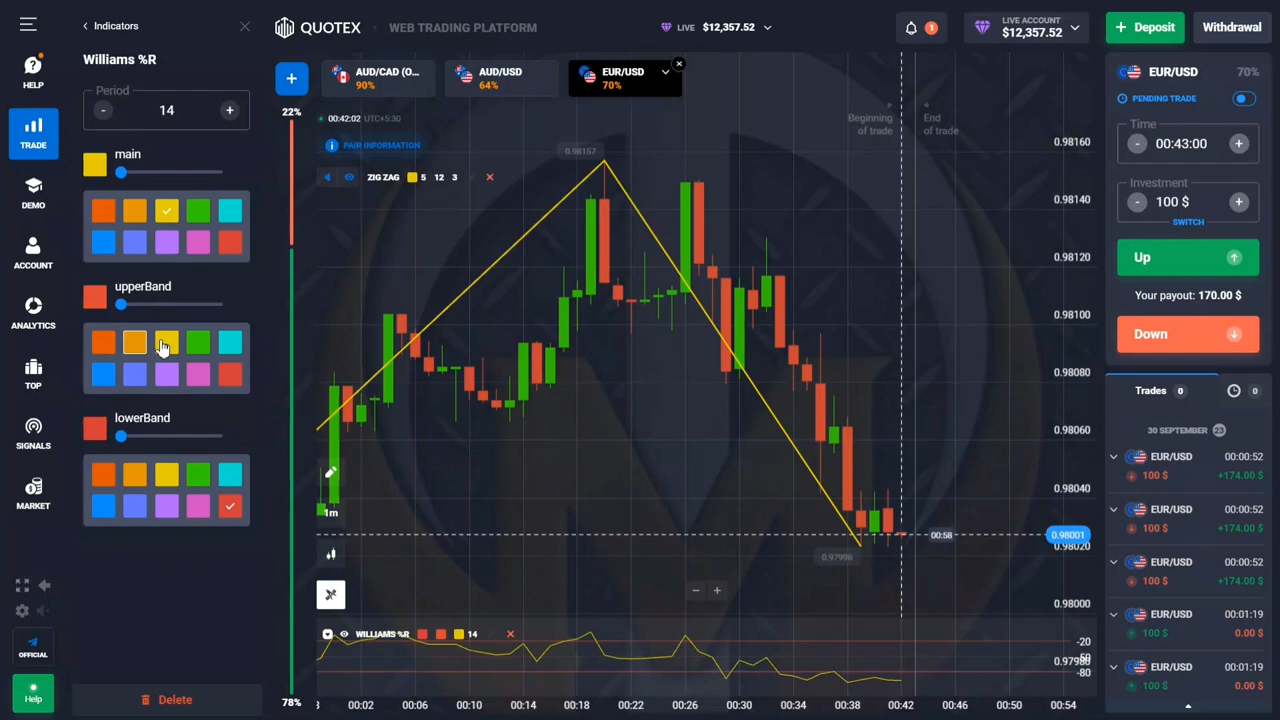 Indicators
Williams %R
Period
- 14 +
main
upperBand
lowerBand
Delete
HELP
TRADE
DEMO
ACCOUNT
ANALYTICS
TOP
SIGNALS
MARKET
OFFICIAL
Help
QUOTEX
WEB TRADING PLATFORM
LIVE $12,357.52
1
LIVE ACCOUNT
$12,357.52
+ Deposit
Withdrawal
+
AUD/CAD (O...
90%
AUD/USD
64%
EUR/USD
70%
22%
78%
00:42:02 UTC+5:30
PAIR INFORMATION
ZIG ZAG 5 12 3
0.98157
Beginning
of trade
End
of trade
0.98160
0.98140
0.98120
0.98100
0.98080
0.98060
0.98040
0.98001
0.98020
0.98000
00:58
0.97996
1m
- +
WILLIAMS %R 14
-20
-80
00:02 00:06 00:10 00:14 00:18 00:22 00:26 00:30 00:34 00:38 00:42 00:46 00:50 00:54
EUR/USD 70%
PENDING TRADE
Time
- 00:43:00 +
Investment
- 100 $ +
SWITCH
Up
Your payout: 170.00 $
Down
Trades 0 0
30 SEPTEMBER 23
EUR/USD 00:00:52
100 $ +174.00 $
EUR/USD 00:00:52
100 $ +174.00 $
EUR/USD 00:00:52
100 $ +174.00 $
EUR/USD 00:01:19
100 $ 0.00 $
EUR/USD 00:01:19
100 $ 0.00 $